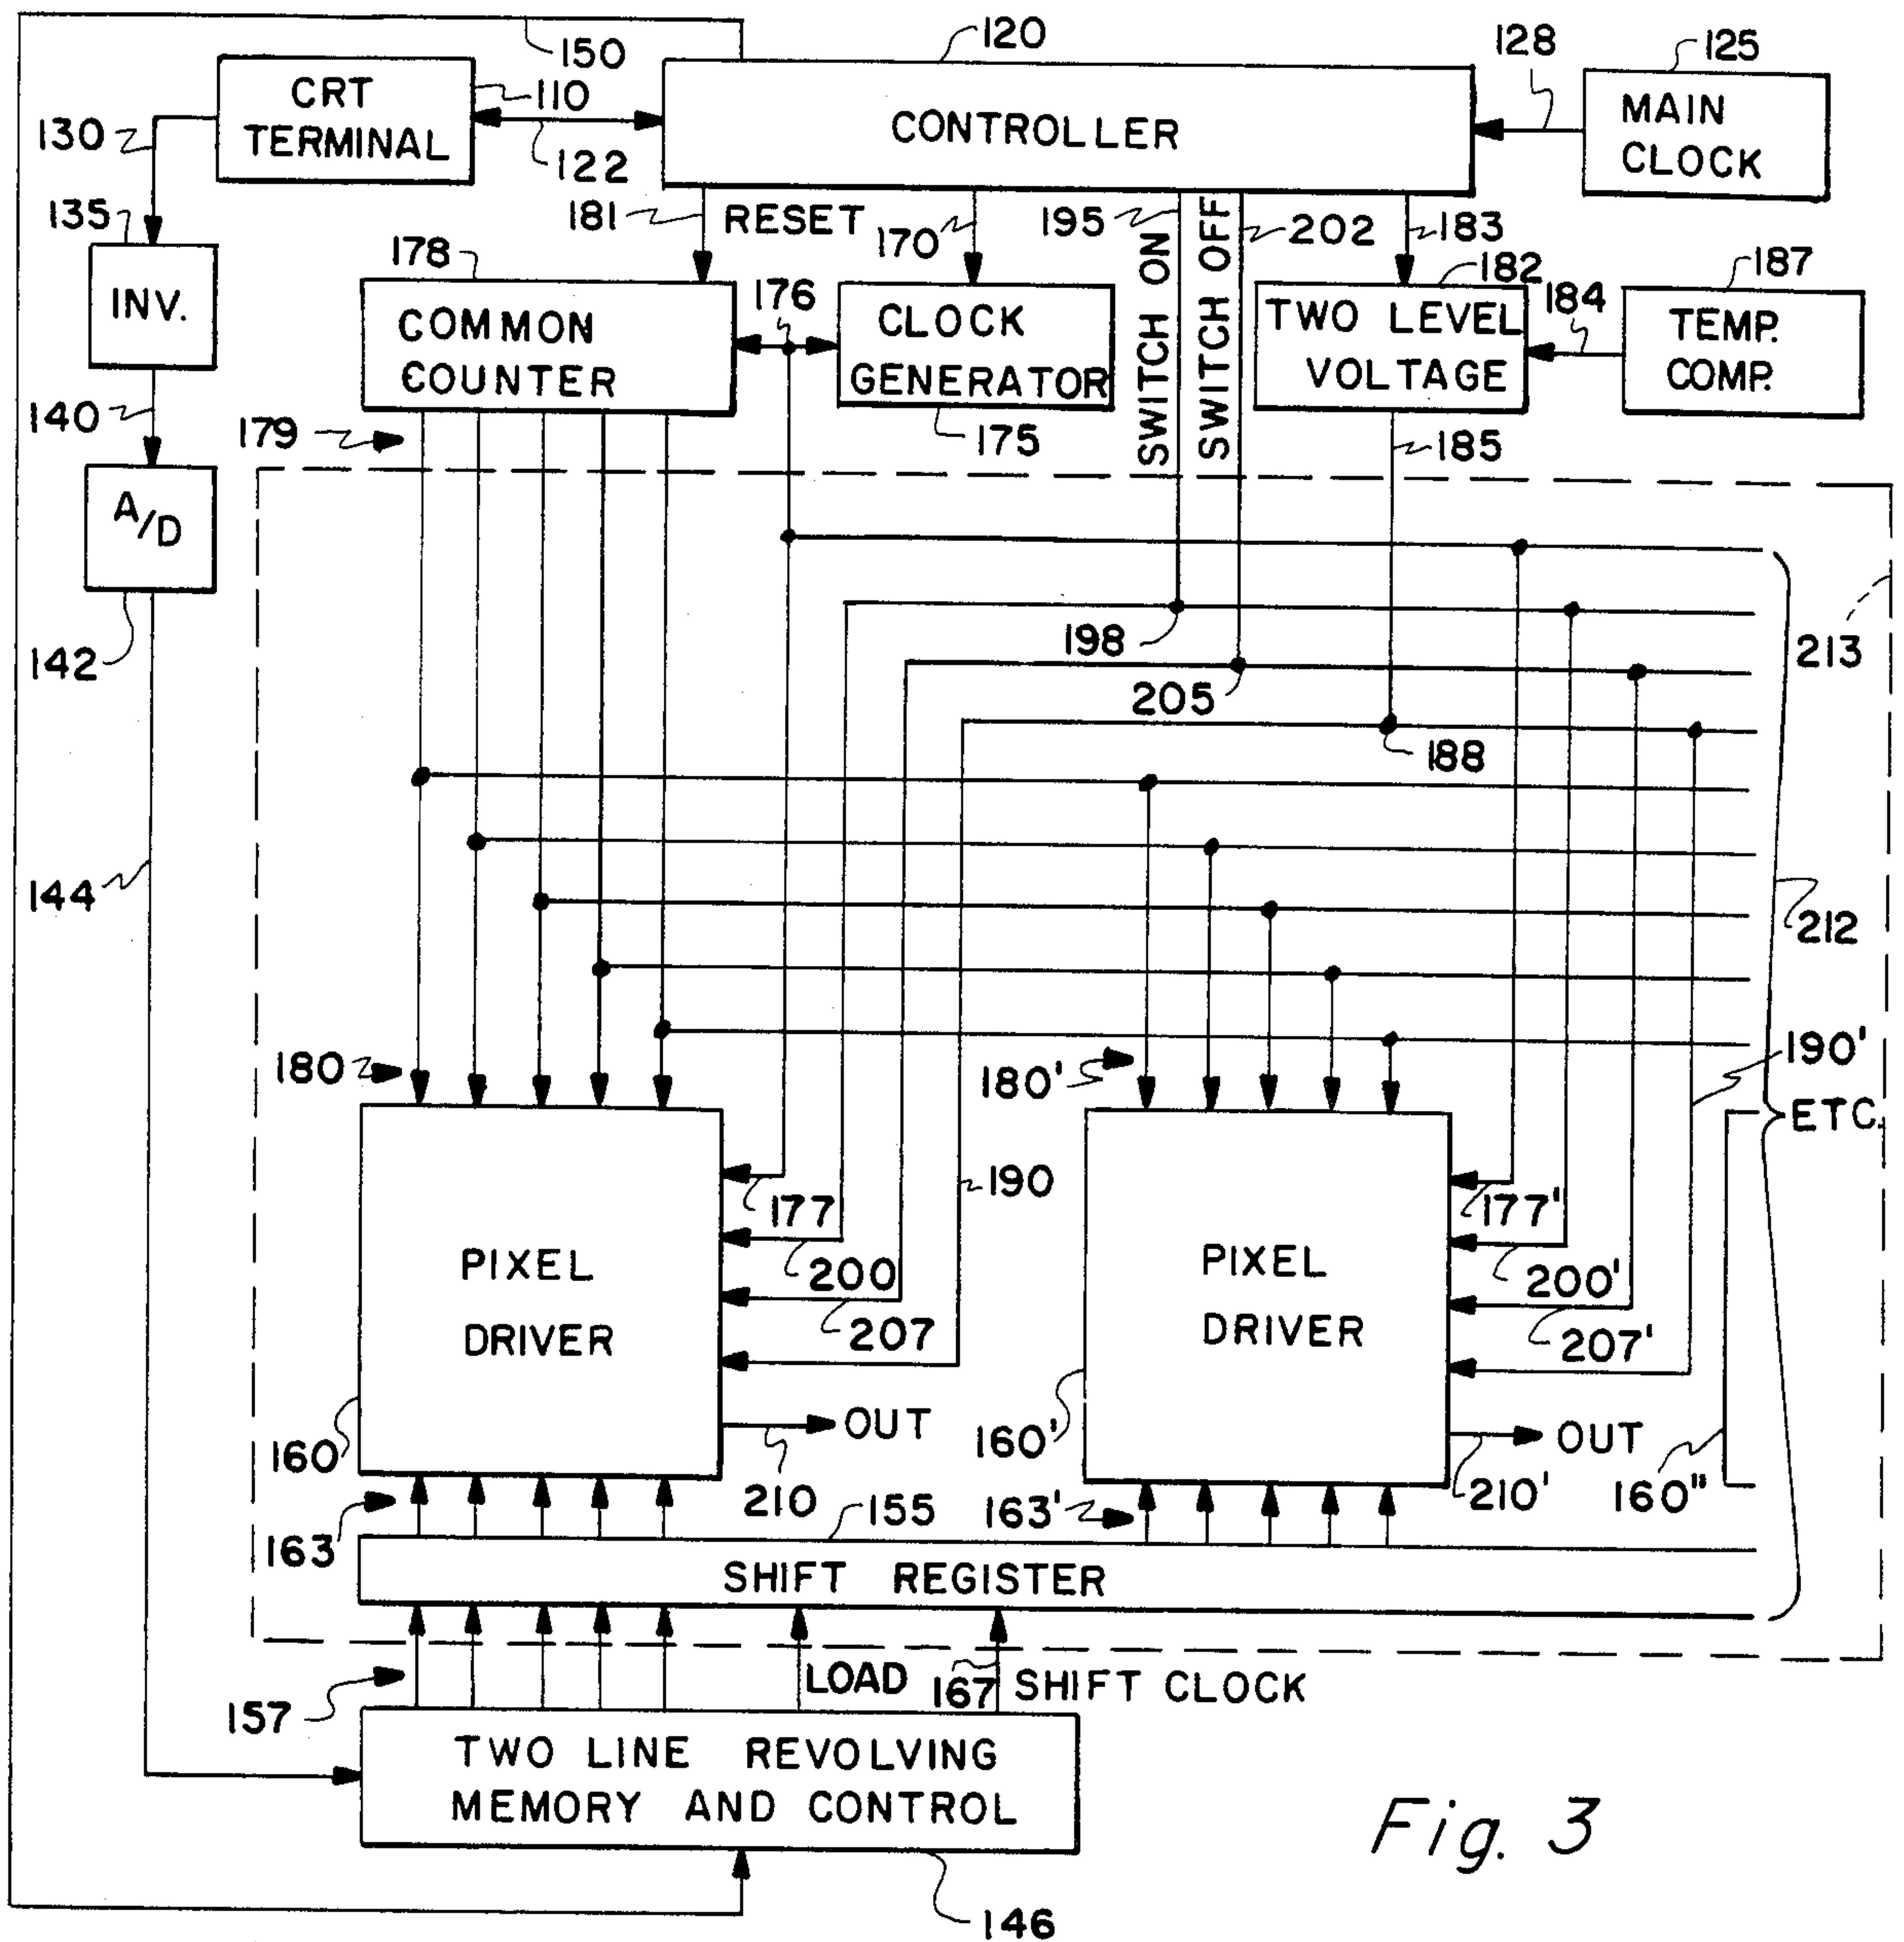 150
120
128
125
CRT
TERMINAL
110
122
CONTROLLER
MAIN
CLOCK
130
135
181
RESET
170
195
SWITCH ON
SWITCH OFF
202
183
178
176
182
184
187
INV.
COMMON
COUNTER
CLOCK
GENERATOR
TWO LEVEL
VOLTAGE
TEMP.
COMP.
140
179
175
185
A/D
142
198
205
188
213
144
212
180
180'
190'
ETC.
177
190
177'
PIXEL
DRIVER
200
207
PIXEL
DRIVER
200'
207'
160
OUT
210
160'
OUT
210'
160"
163
155
163'
SHIFT REGISTER
157
LOAD
167
SHIFT CLOCK
TWO LINE REVOLVING
MEMORY AND CONTROL
146
Fig. 3